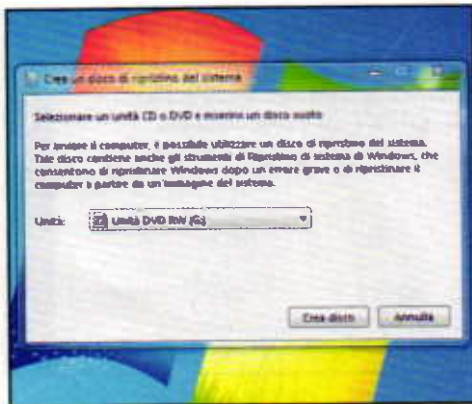 Crea un disco di ripristino del sistema
Selezionare un'unità CD o DVD e inserirvi un disco vuoto
Per avviare il computer, è possibile utilizzare un disco di ripristino del sistema.
Tale disco contiene anche gli strumenti di Ripristino di sistema di Windows, che
consentono di ripristinare Windows dopo un errore grave o di ripristinare il
computer a partire da un'immagine del sistema.
Unità: Unità DVD RW (G:)
Crea disco Annulla